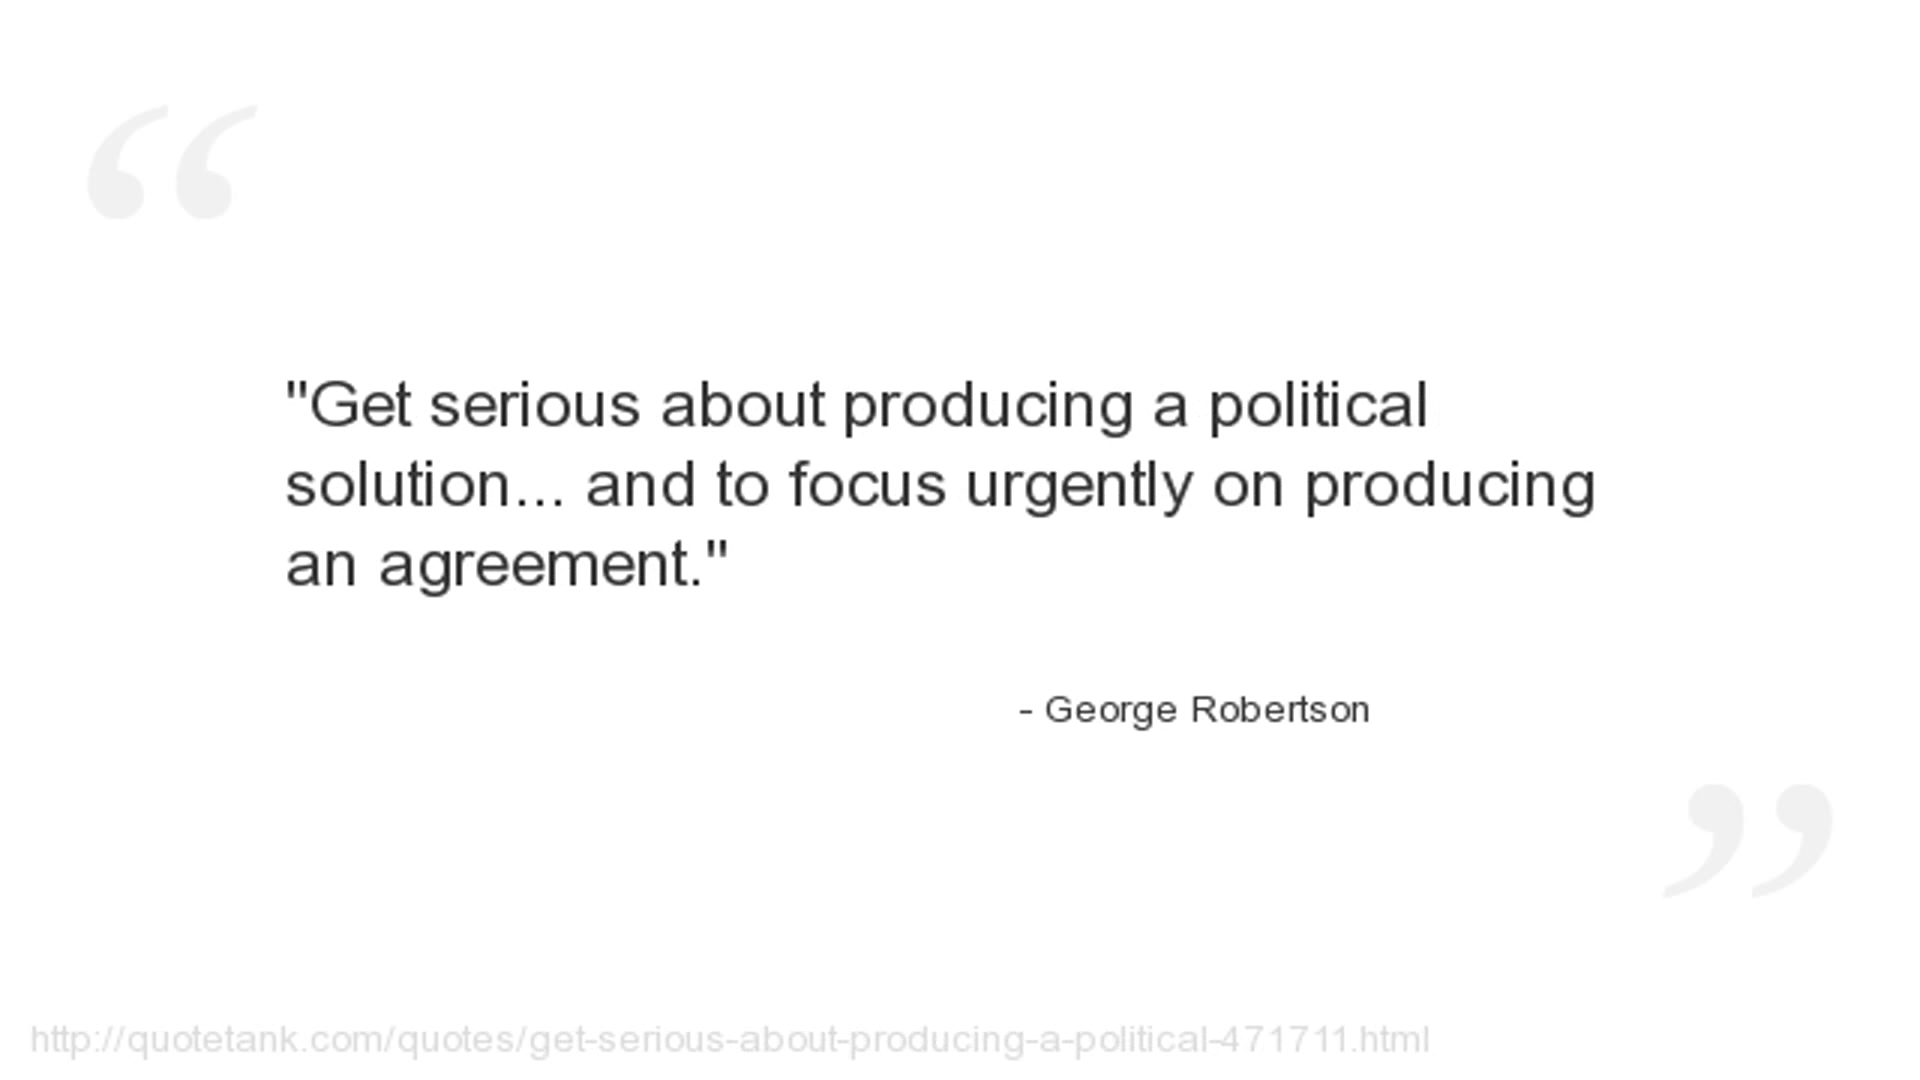 "Get serious about producing a political
solution... and to focus urgently on producing
an agreement."
- George Robertson
http://quotetank.com/quotes/get-serious-about-producing-a-political-471711.html